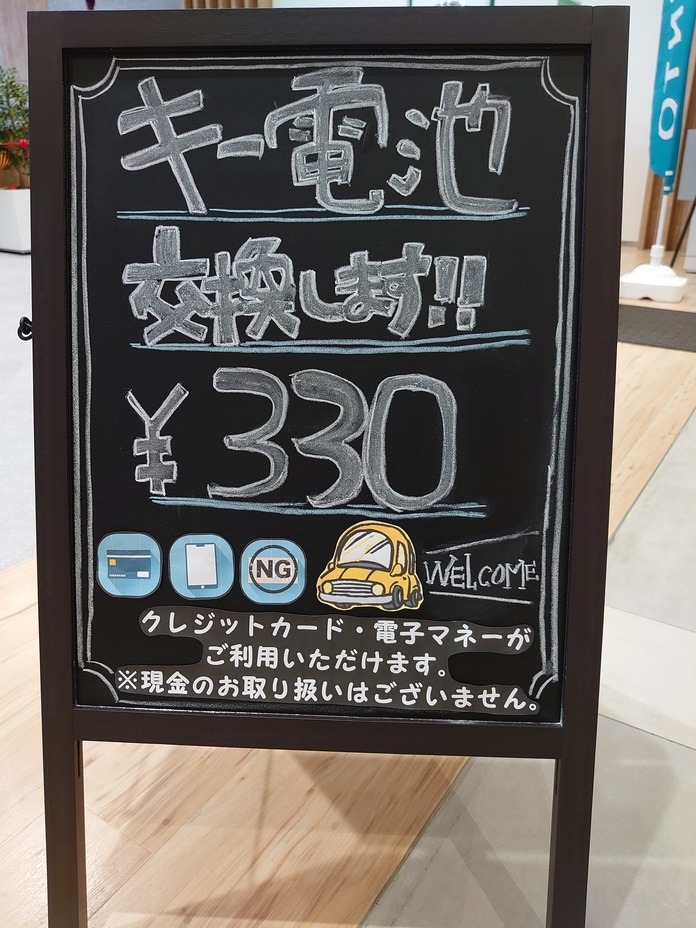 キー電池
交換します!!
¥330
NG
WELCOME
クレジットカード・電子マネーが
ご利用いただけます。
※現金のお取り扱いはございません。